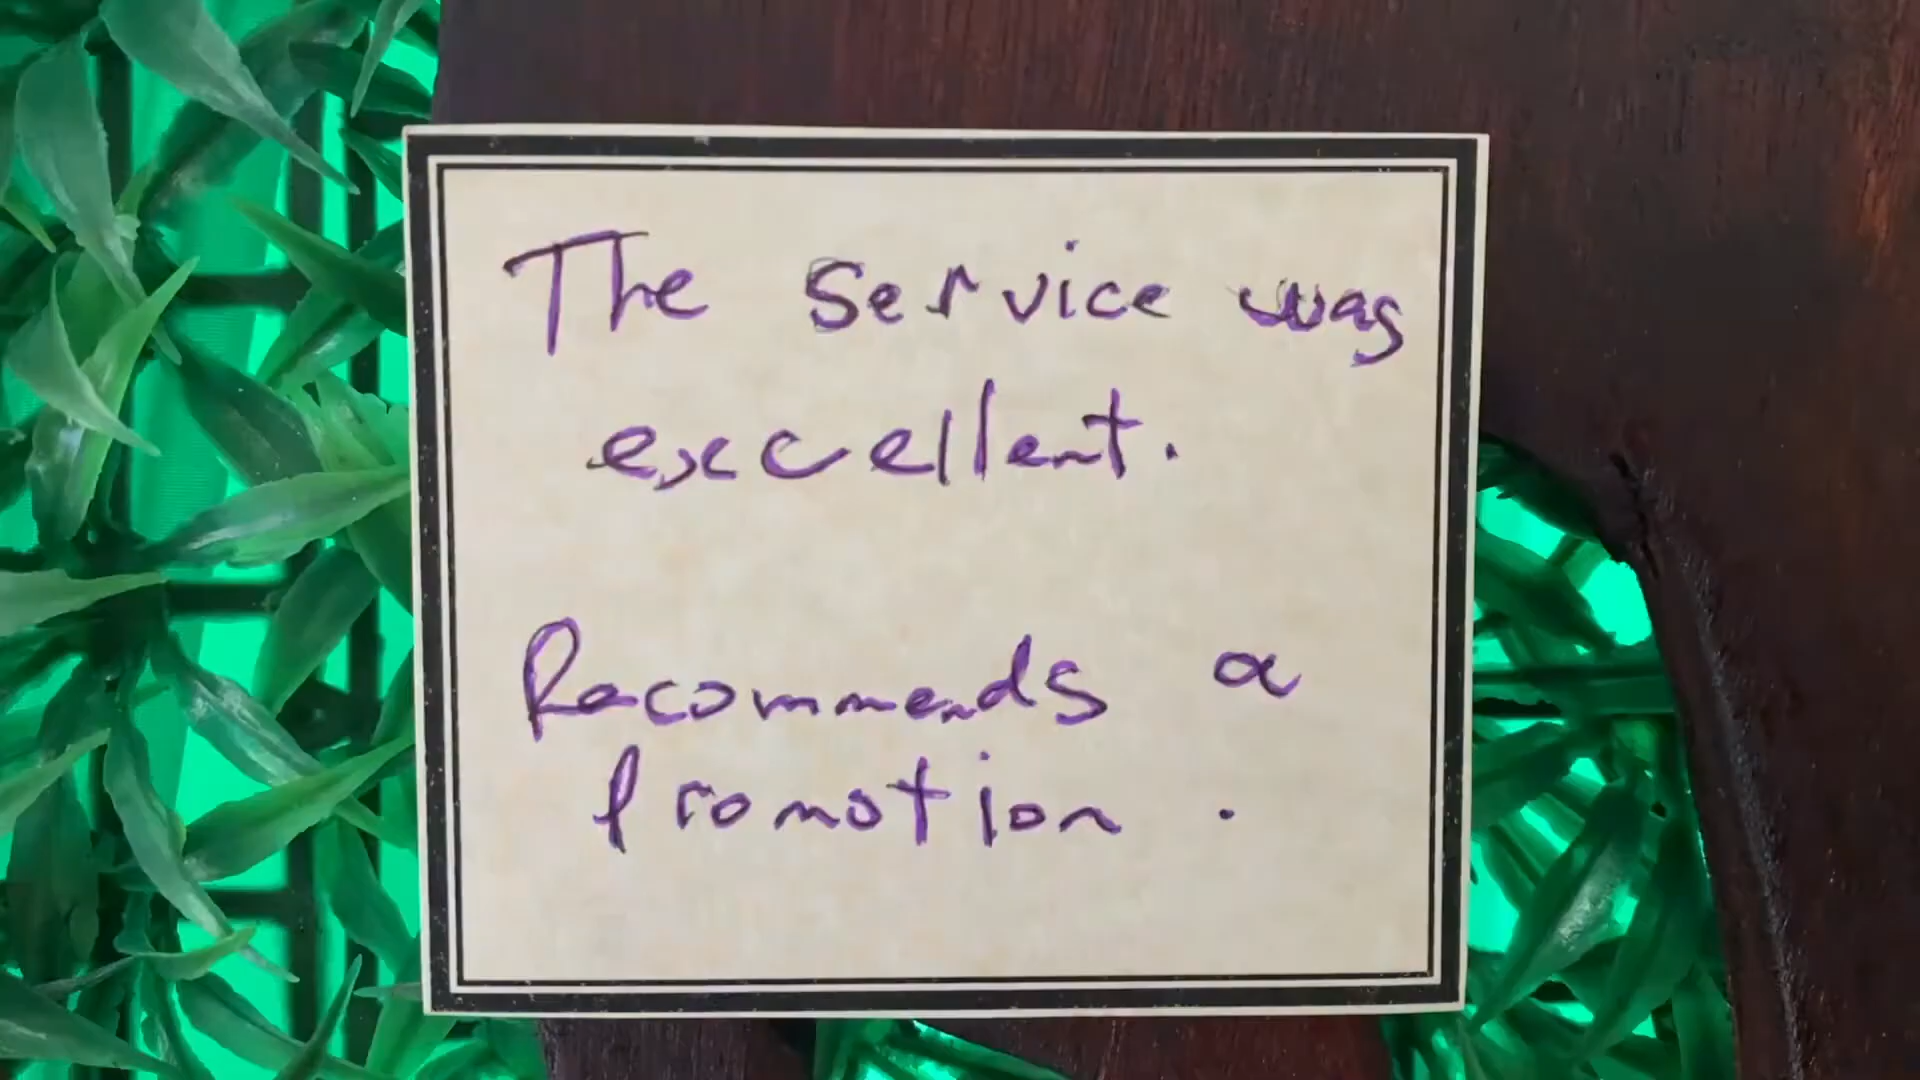 The service was
excellent.
Recommends a
Promotion.